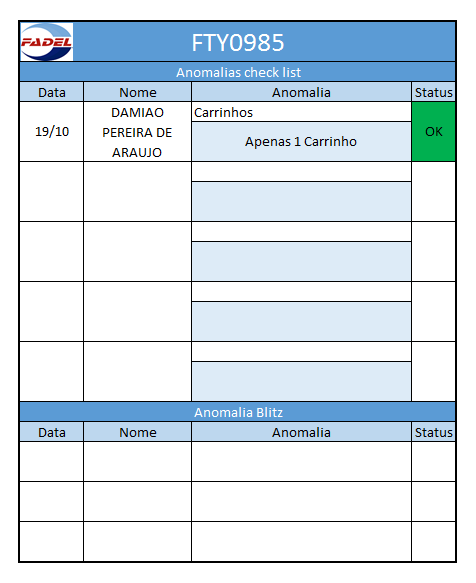 FADEL
FTY0985
Anomalias check list
Data Nome Anomalia Status
19/10 DAMIAO PEREIRA DE ARAUJO Carrinhos OK
Apenas 1 Carrinho
Anomalia Blitz
Data Nome Anomalia Status